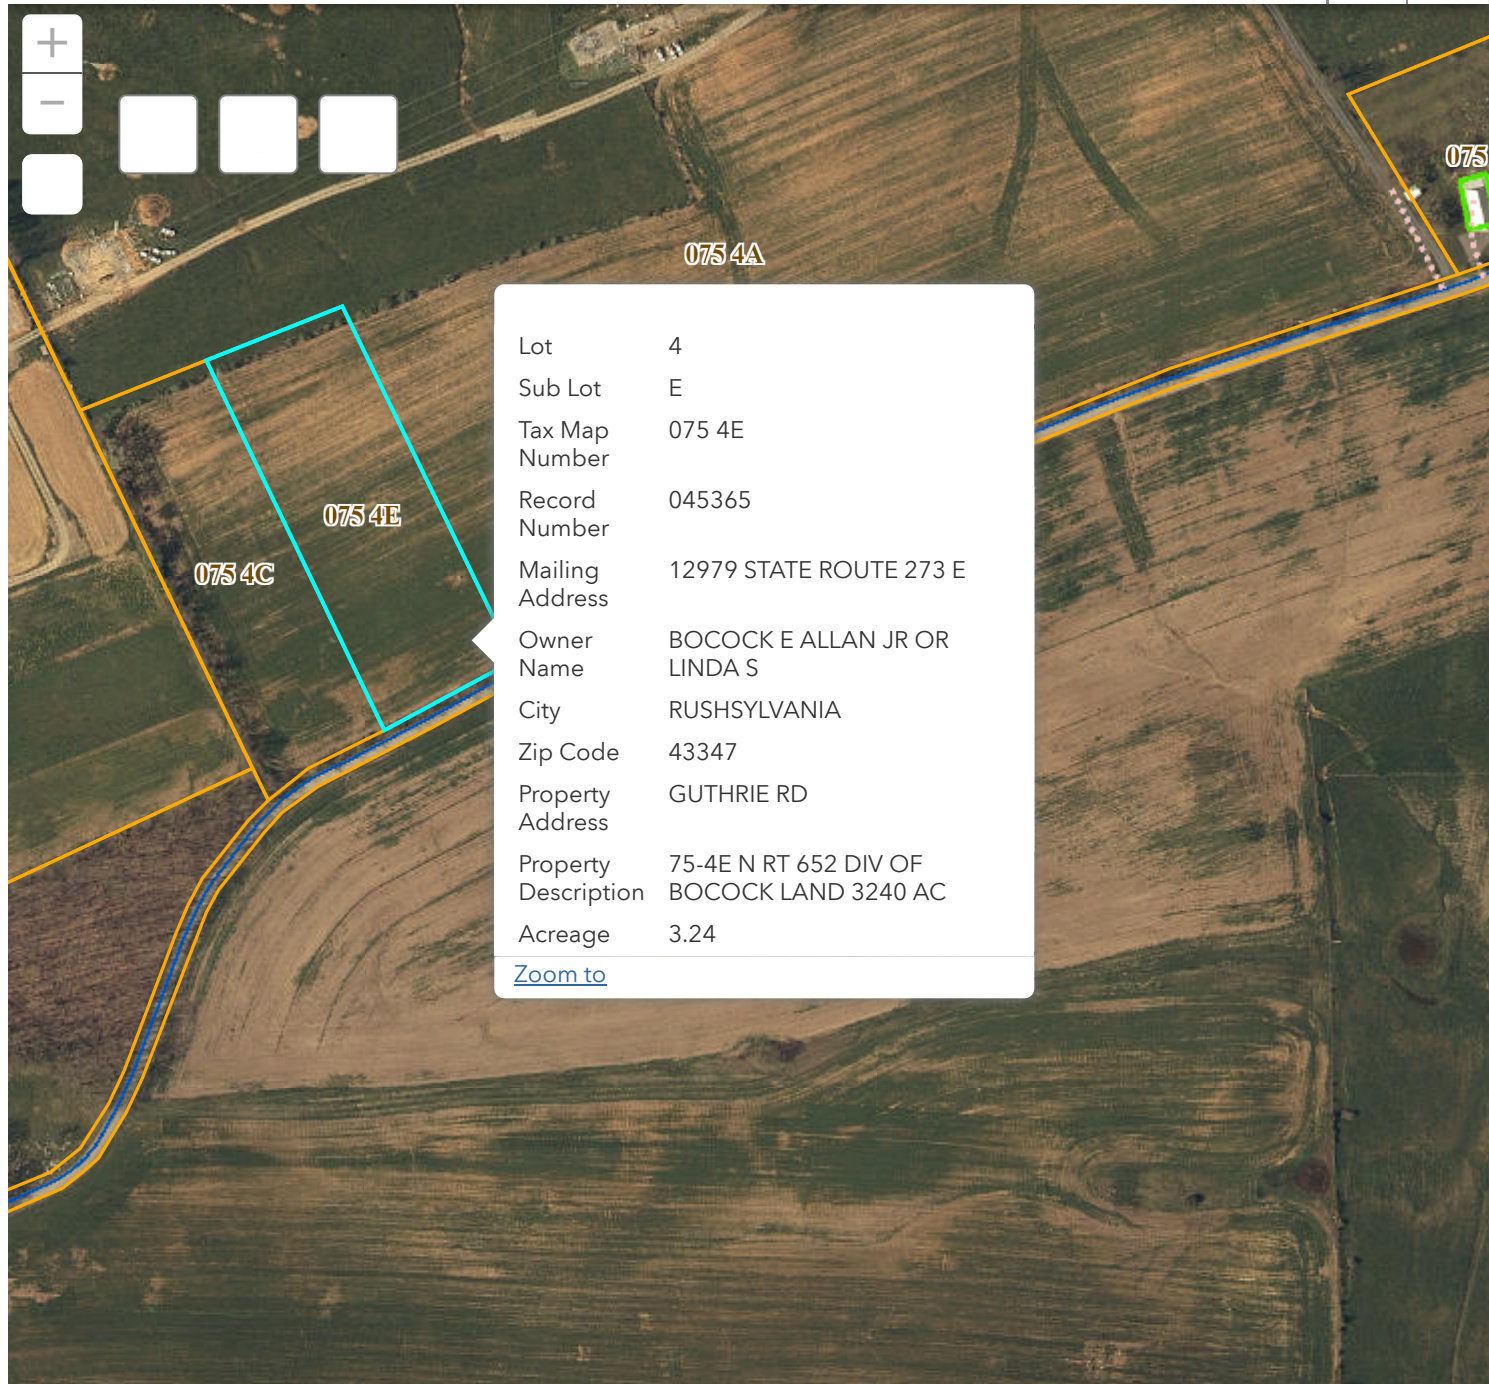 075
075 4A
Lot 4
Sub Lot E
Tax Map 075 4E
Number
Record 045365
Number
Mailing 12979 STATE ROUTE 273 E
Address
Owner BOCOCK E ALLAN JR OR
Name LINDA S
City RUSHSYLVANIA
Zip Code 43347
Property GUTHRIE RD
Address
Property 75-4E N RT 652 DIV OF
Description BOCOCK LAND 3240 AC
Acreage 3.24
Zoom to
075 4E
075 4C